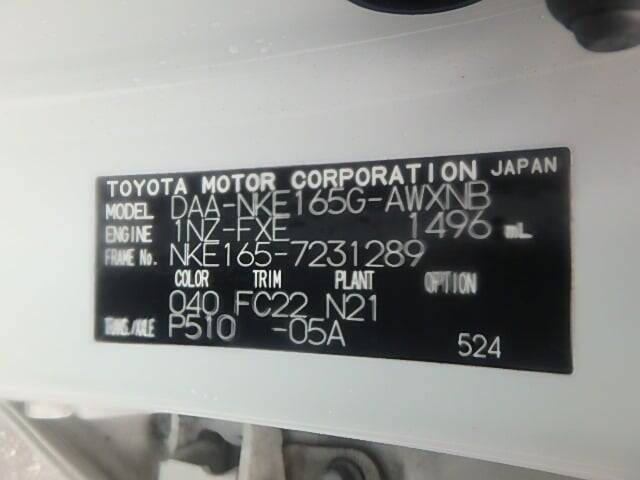 TOYOTA MOTOR CORPORATION JAPAN
MODEL DAA-NKE165G-AWXNB
ENGINE 1NZ-FXE 1496 mL
FRAME No. NKE165-7231289
COLOR TRIM PLANT OPTION
040 FC22 N21
TRANS./AXLE P510 -05A
524